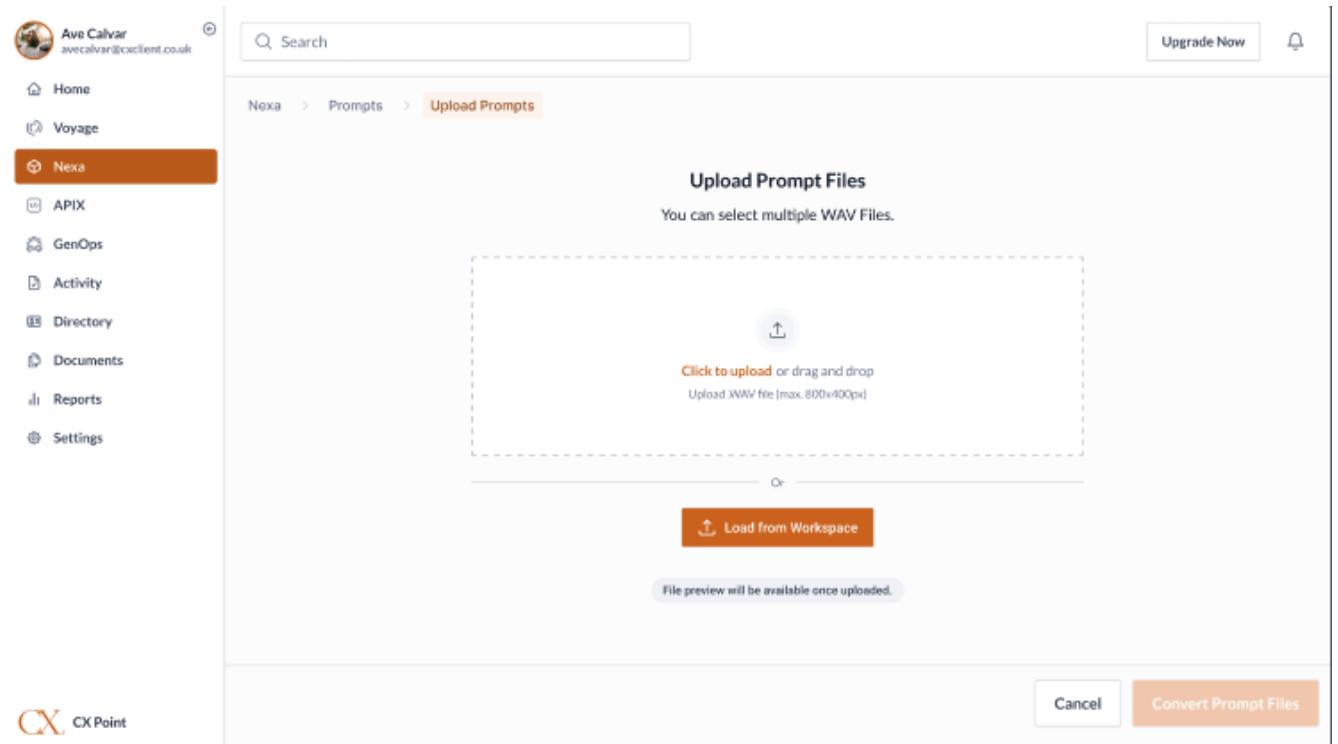 Ave Calvar
avecalvar@cxclient.co.uk
Home
Voyage
Nexa
APIX
GenOps
Activity
Directory
Documents
Reports
Settings
CX CX Point
Search
Upgrade Now
Nexa > Prompts > Upload Prompts
Upload Prompt Files
You can select multiple WAV Files.
Click to upload or drag and drop
Upload .WAV file (max. 800x400px)
Or
Load from Workspace
File preview will be available once uploaded.
Cancel
Convert Prompt Files